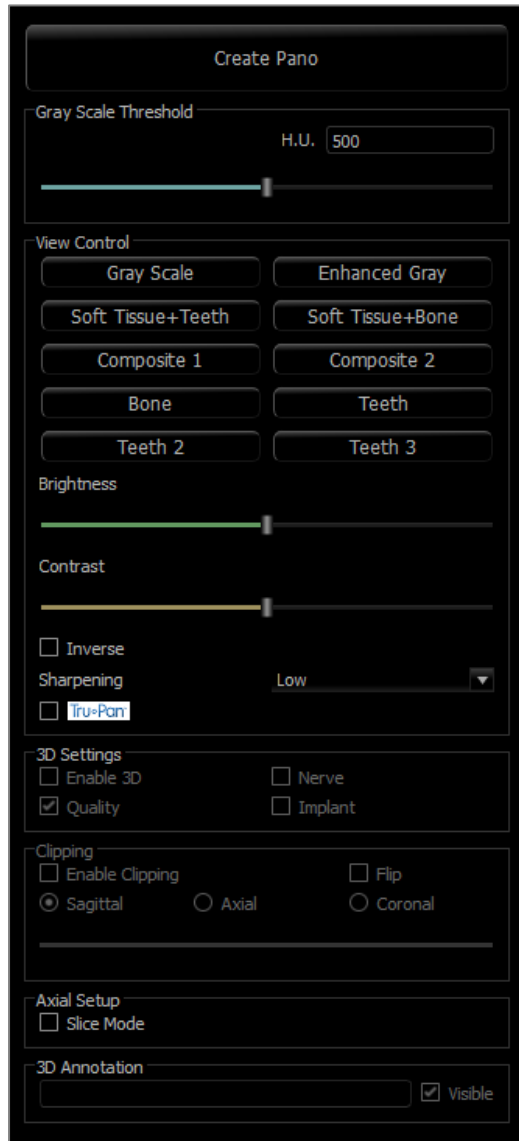 Create Pano
Gray Scale Threshold
H.U. 500
View Control
Gray Scale Enhanced Gray
Soft Tissue+Teeth Soft Tissue+Bone
Composite 1 Composite 2
Bone Teeth
Teeth 2 Teeth 3
Brightness
Contrast
Inverse
Sharpening Low
Tru•Pan™
3D Settings
Enable 3D Nerve
Quality Implant
Clipping
Enable Clipping Flip
Sagittal Axial Coronal
Axial Setup
Slice Mode
3D Annotation
Visible